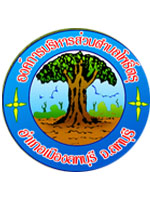 องค์การบริหารส่วนตำบลโพธิ์ตรุ
อำเภอเมืองลพบุรี จ.ลพบุรี